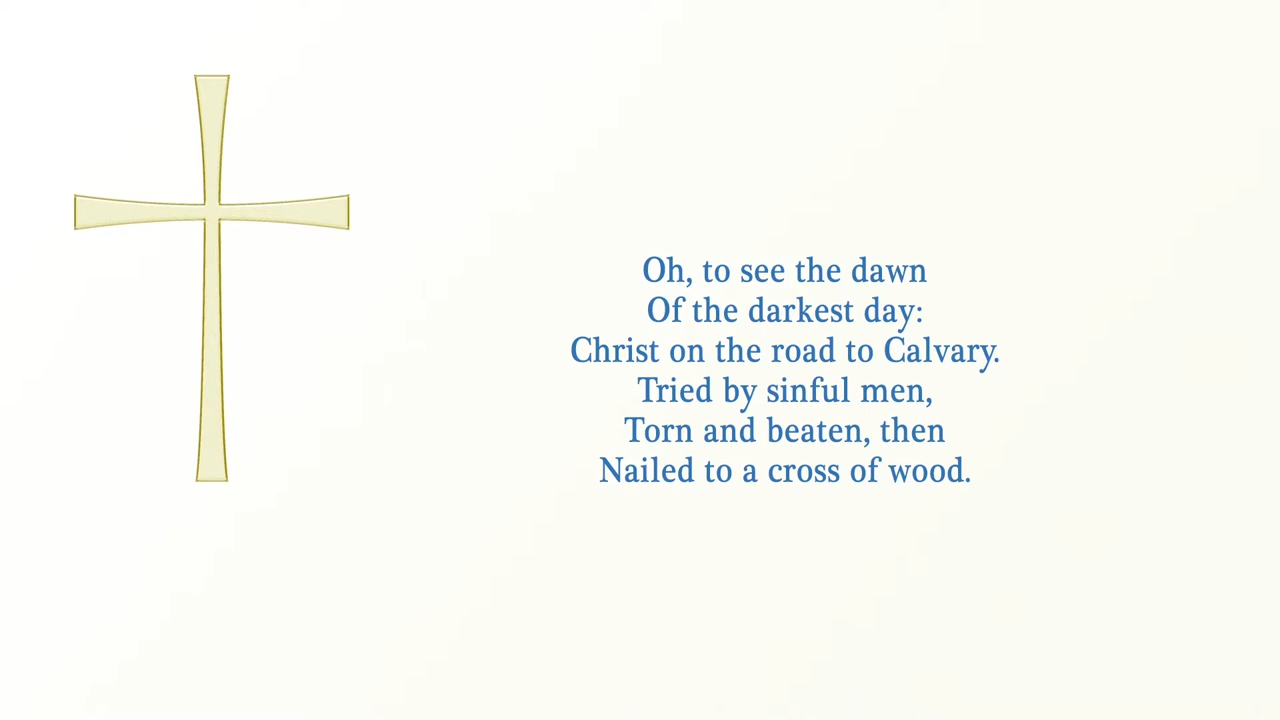 Oh, to see the dawn
Of the darkest day:
Christ on the road to Calvary.
Tried by sinful men,
Torn and beaten, then
Nailed to a cross of wood.